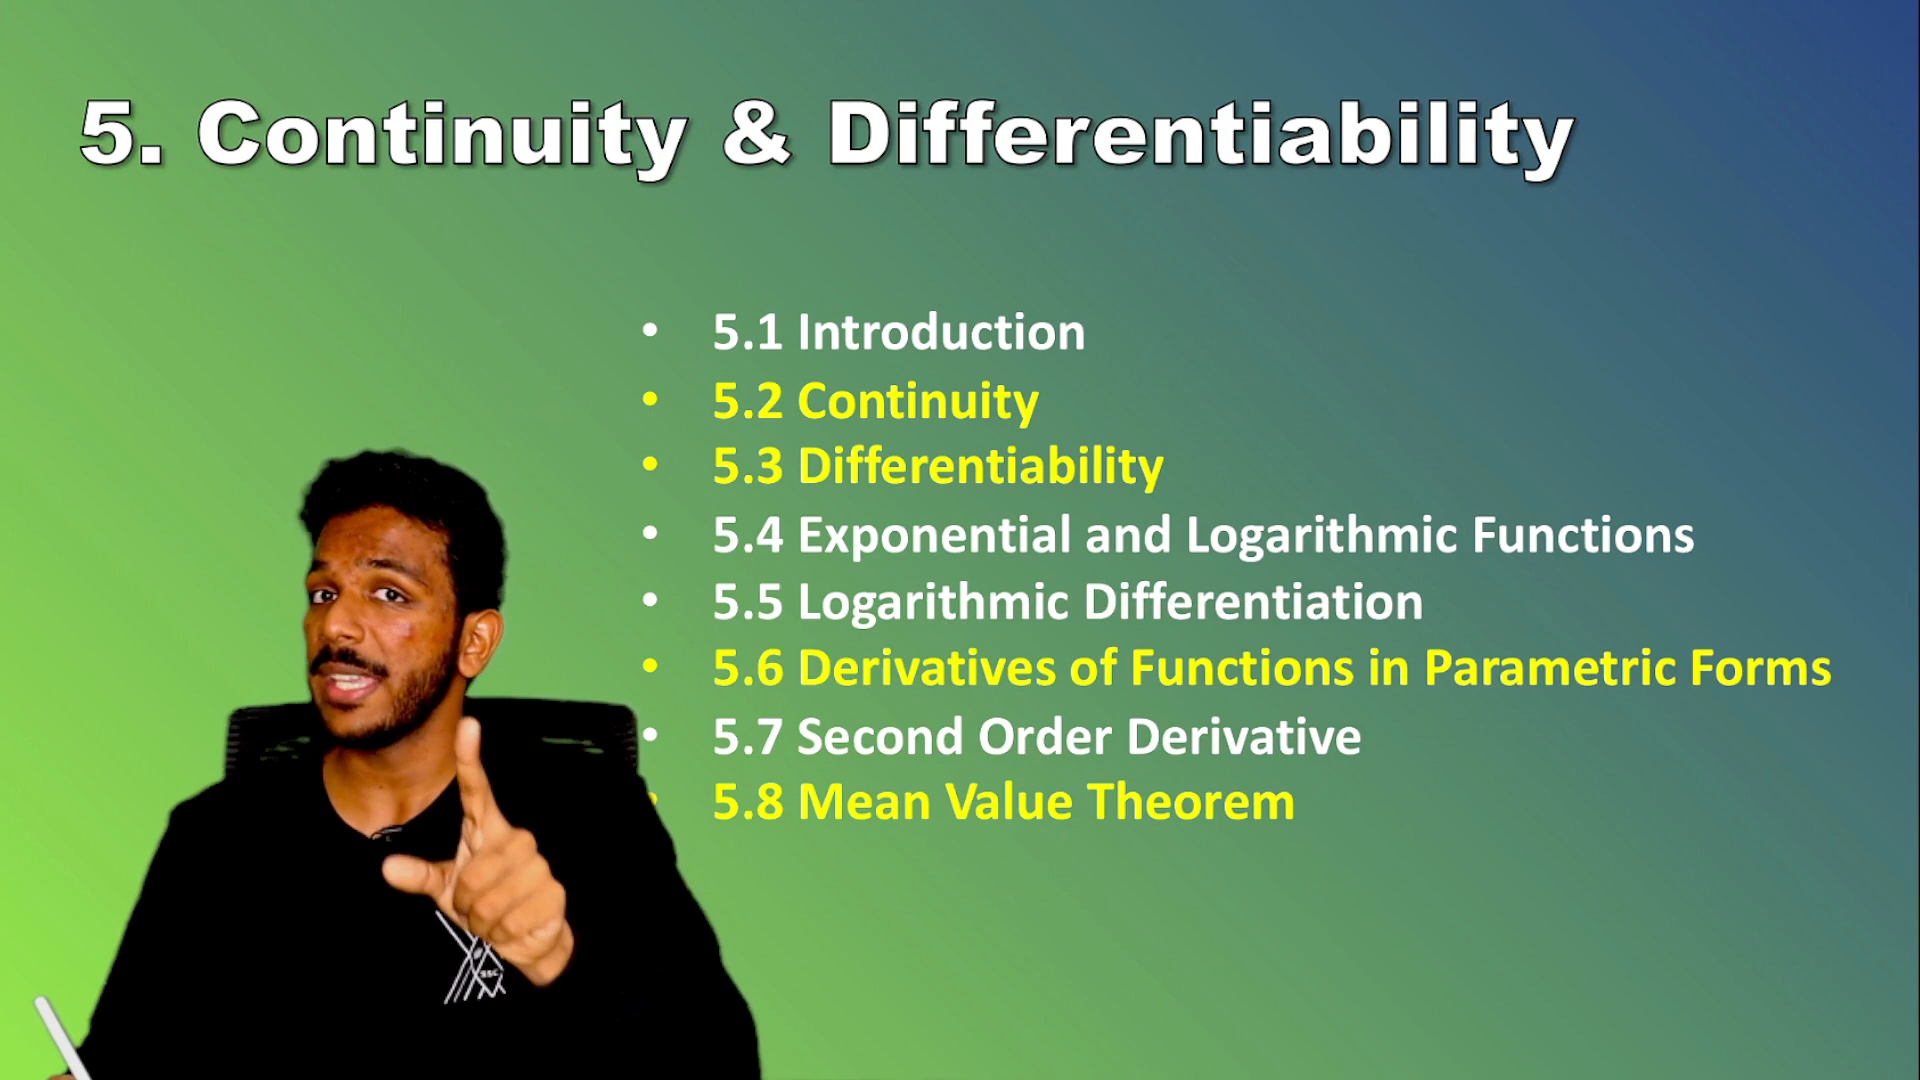 5. Continuity & Differentiability
• 5.1 Introduction
• 5.2 Continuity
• 5.3 Differentiability
• 5.4 Exponential and Logarithmic Functions
• 5.5 Logarithmic Differentiation
• 5.6 Derivatives of Functions in Parametric Forms
• 5.7 Second Order Derivative
• 5.8 Mean Value Theorem